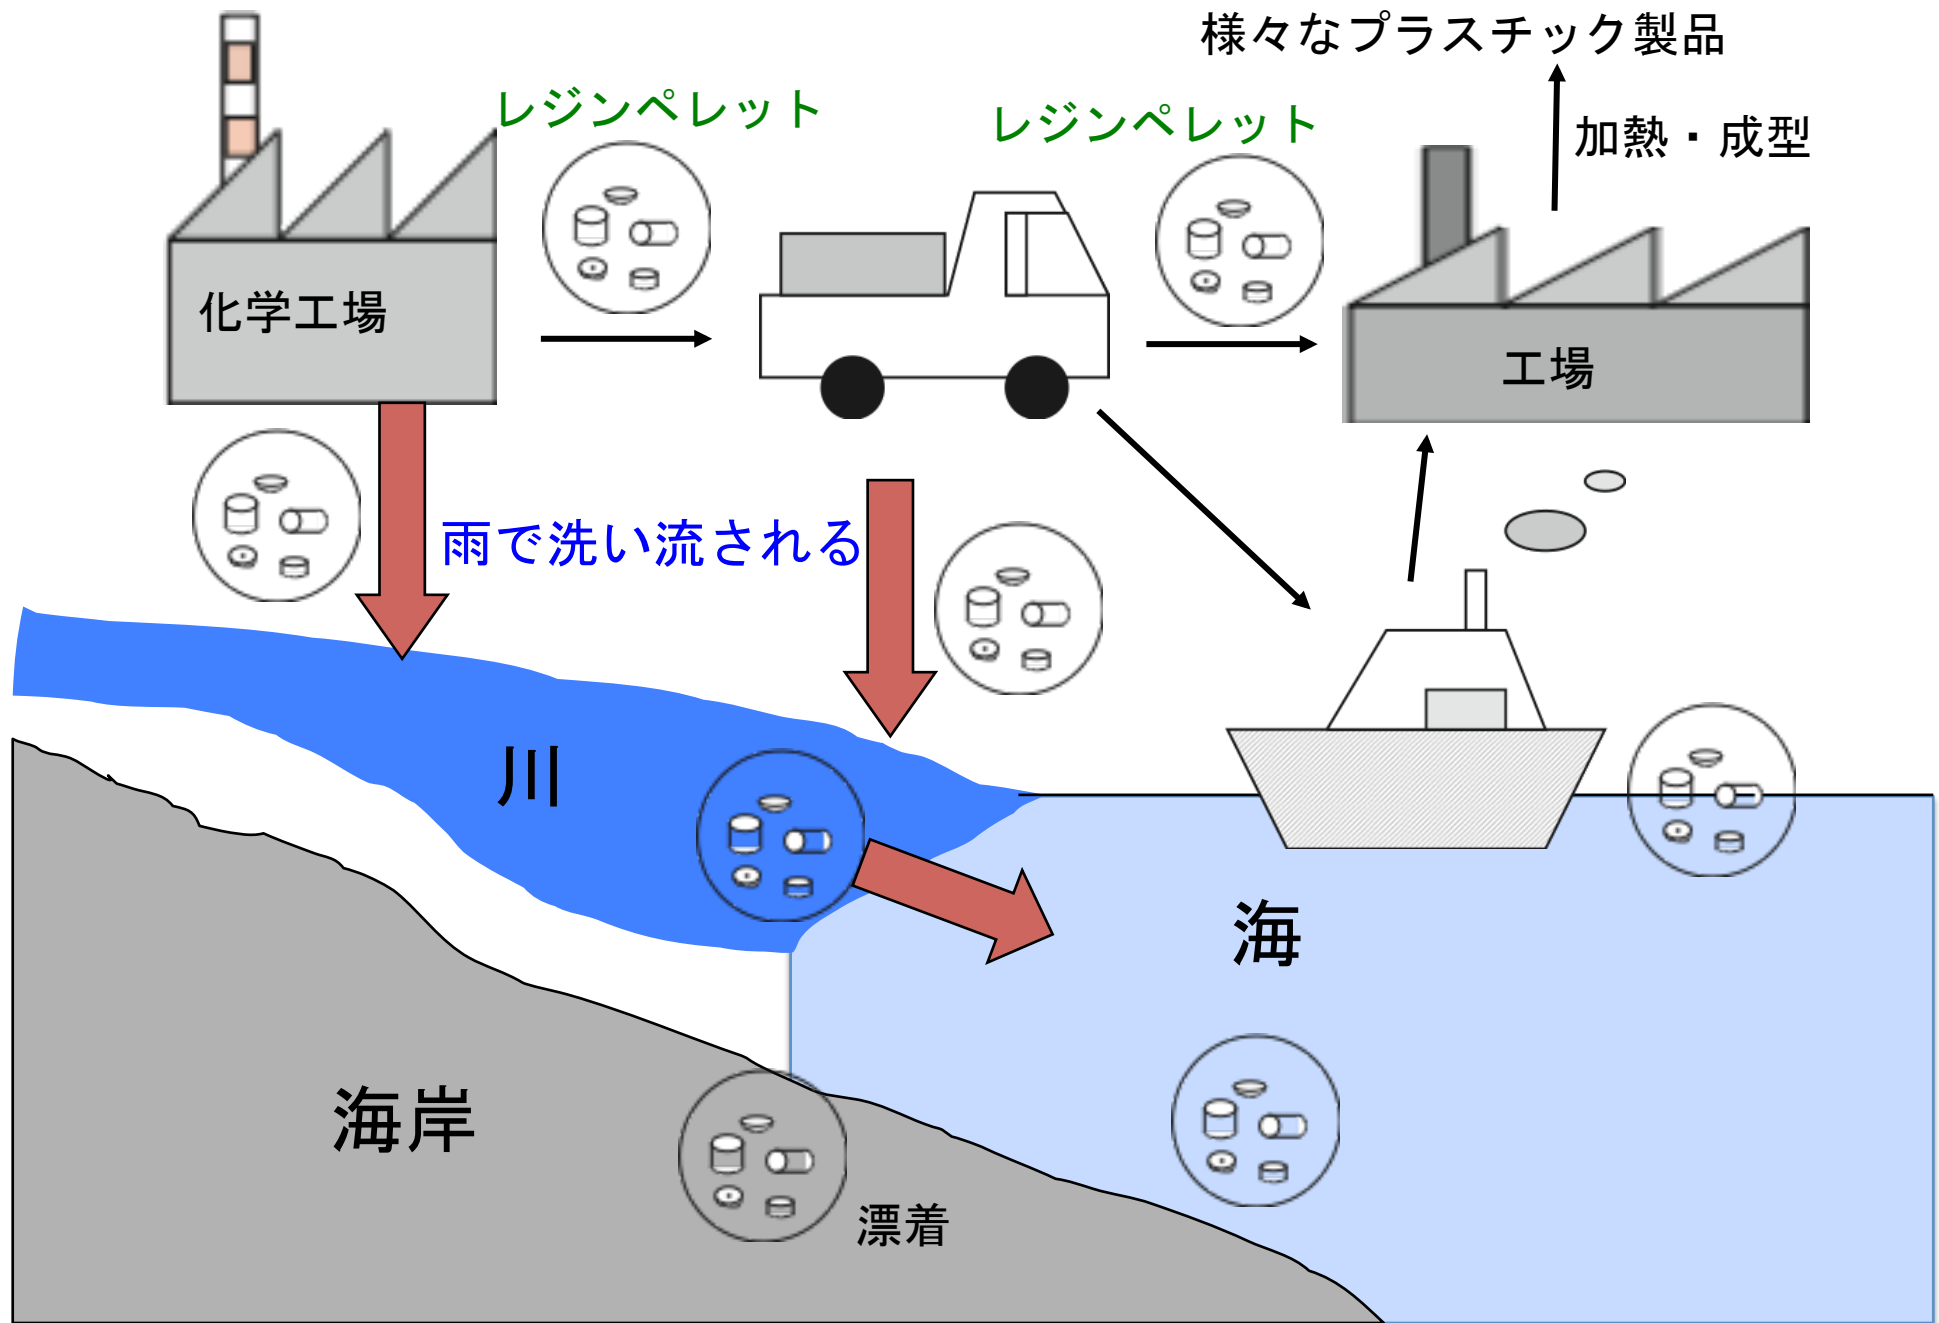 様々なプラスチック製品
レジンペレット
レジンペレット
加熱・成型
化学工場
工場
雨で洗い流される
川
海
海岸
漂着